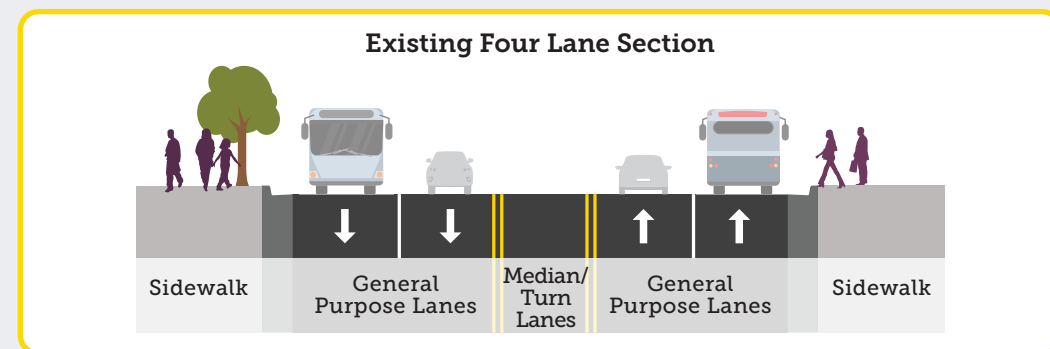 Existing Four Lane Section
Sidewalk
General
Purpose Lanes
Median/
Turn
Lanes
General
Purpose Lanes
Sidewalk